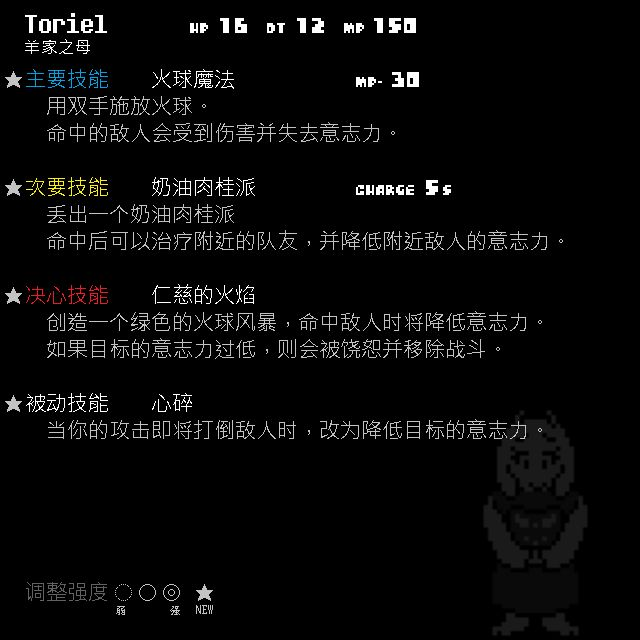 Toriel HP 16 DT 12 MP 150
羊家之母
★主要技能 火球魔法 MP- 30
用双手施放火球。
命中的敌人会受到伤害并失去意志力。
★次要技能 奶油肉桂派 CHARGE 5s
丢出一个奶油肉桂派
命中后可以治疗附近的队友，并降低附近敌人的意志力。
★决心技能 仁慈的火焰
创造一个绿色的火球风暴，命中敌人时将降低意志力。
如果目标的意志力过低，则会被饶恕并移除战斗。
★被动技能 心碎
当你的攻击即将打倒敌人时，改为降低目标的意志力。
调整强度
弱 强 NEW